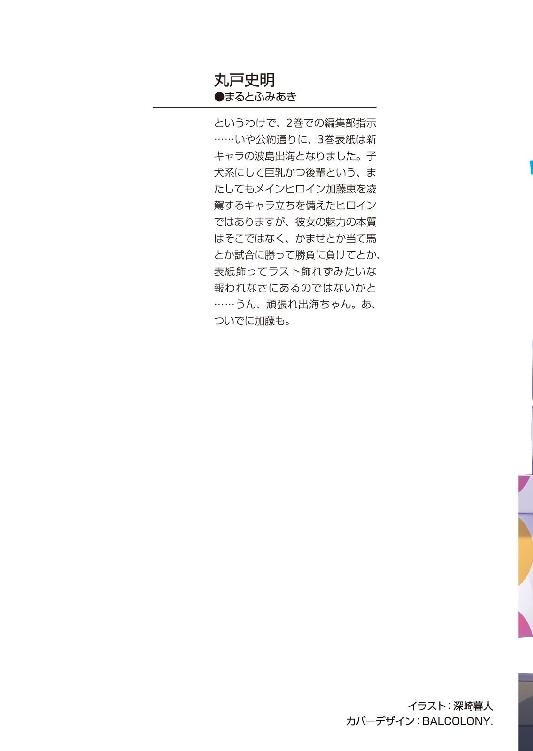 丸戸史明
●まるとふみあき
というわけで、2巻での編集部指示
……いや公約通りに、3巻表紙は新
キャラの波島出海となりました。子
犬系にして巨乳かつ後輩という、ま
たしてもメインヒロイン加藤恵を凌
駕するキャラ立ちを備えたヒロイン
ではありますが、彼女の魅力の本質
はそこではなく、かませとか当て馬
とか試合に勝って勝負に負けてとか、
表紙飾ってラスト飾れずみたいな
報われなさにあるのではないかと
……うん、頑張れ出海ちゃん。あ、
ついでに加藤も。
イラスト：深崎暮人
カバーデザイン：BALCOLONY.